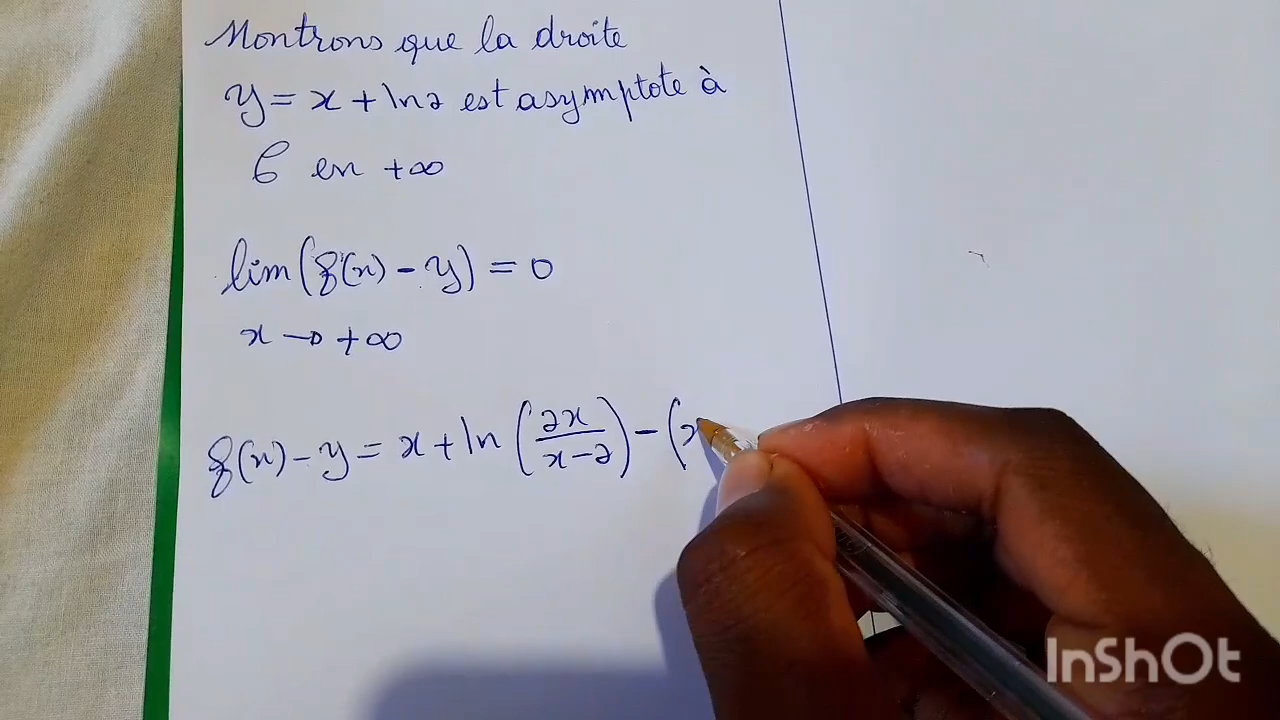 Montrons que la droite
y = x + ln2 est asymptote à
C en +∞
lim(f(x) - y) = 0
x → +∞
f(x) - y = x + ln(2x/(x-2)) - (x
InShOt